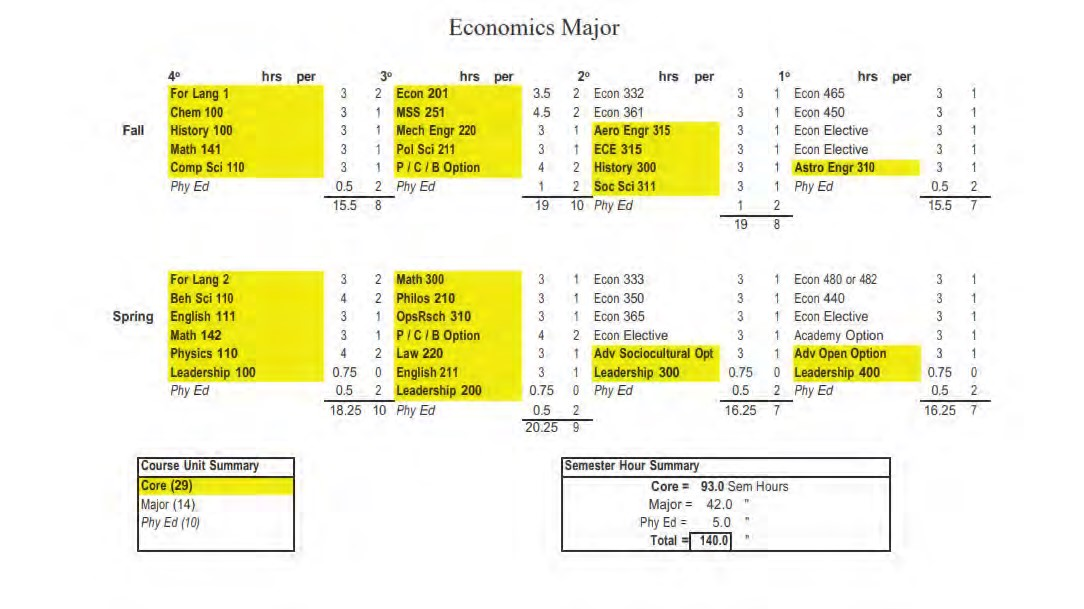 Economics Major
4º hrs per 3º hrs per 2º hrs per 1º hrs per
For Lang 1 3 2 Econ 201 3.5 2 Econ 332 3 1 Econ 465 3 1
Chem 100 3 1 MSS 251 4.5 2 Econ 361 3 1 Econ 450 3 1
Fall History 100 3 1 Mech Engr 220 3 1 Aero Engr 315 3 1 Econ Elective 3 1
Math 141 3 1 Pol Sci 211 3 1 ECE 315 3 1 Econ Elective 3 1
Comp Sci 110 3 1 P / C / B Option 4 2 History 300 3 1 Astro Engr 310 3 1
Phy Ed 0.5 2 Phy Ed 1 2 Soc Sci 311 3 1 Phy Ed 0.5 2
15.5 8 19 10 Phy Ed 1 2 15.5 7
19 8
For Lang 2 3 2 Math 300 3 1 Econ 333 3 1 Econ 480 or 482 3 1
Beh Sci 110 4 2 Philos 210 3 1 Econ 350 3 1 Econ 440 3 1
Spring English 111 3 1 OpsRsch 310 3 1 Econ 365 3 1 Econ Elective 3 1
Math 142 3 1 P / C / B Option 4 2 Econ Elective 3 1 Academy Option 3 1
Physics 110 4 2 Law 220 3 1 Adv Sociocultural Opt 3 1 Adv Open Option 3 1
Leadership 100 0.75 0 English 211 3 1 Leadership 300 0.75 0 Leadership 400 0.75 0
Phy Ed 0.5 2 Leadership 200 0.75 0 Phy Ed 0.5 2 Phy Ed 0.5 2
18.25 10 Phy Ed 0.5 2 16.25 7 16.25 7
20.25 9
Course Unit Summary
Core (29)
Major (14)
Phy Ed (10)
Semester Hour Summary
Core = 93.0 Sem Hours
Major = 42.0 "
Phy Ed = 5.0 "
Total = 140.0 "